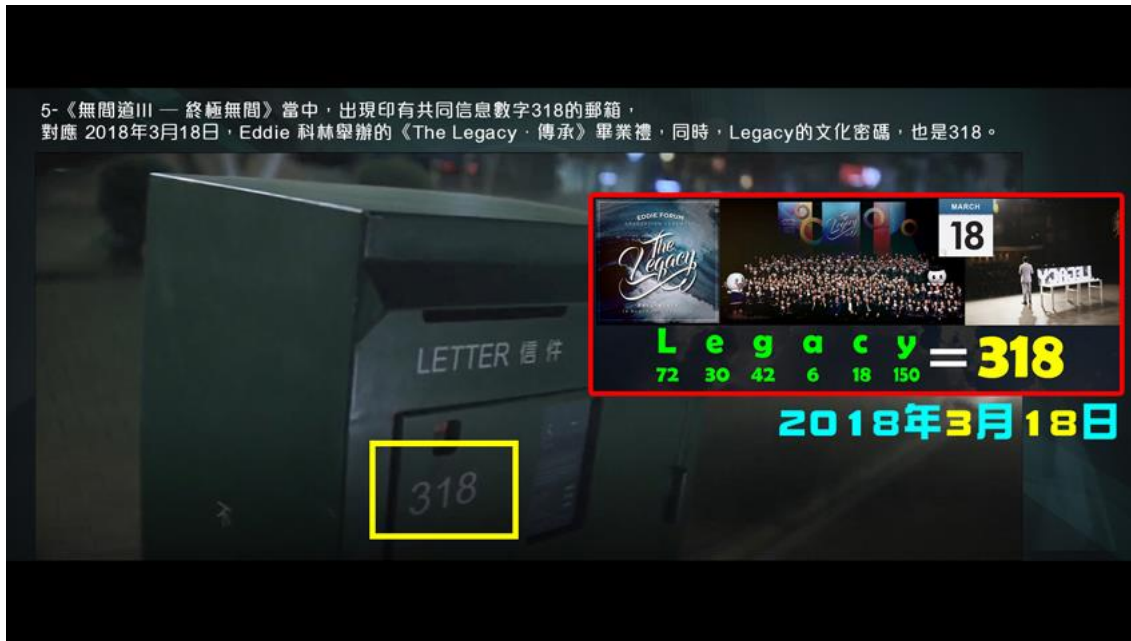 5-《無間道III — 終極無間》當中，出現印有共同信息數字318的郵箱，
對應 2018年3月18日，Eddie 科林舉辦的《The Legacy‧傳承》畢業禮，同時，Legacy的文化密碼，也是318。
EDDIE FORUM
The
Legacy
The
Legacy
MARCH
18
LEGACY
L e g a c y = 318
72 30 42 6 18 150
2018年3月18日
LETTER 信件
318